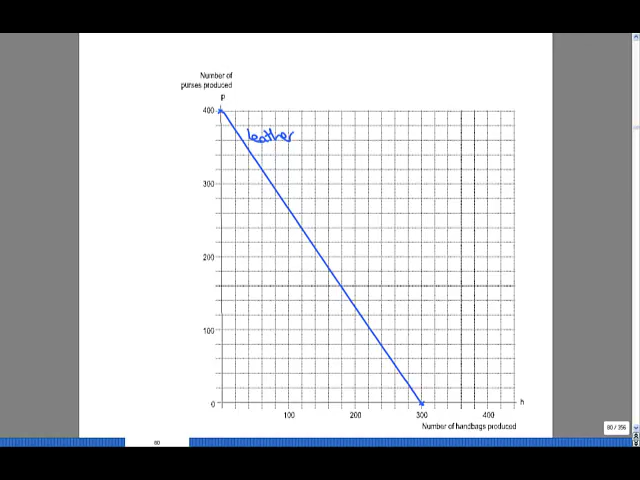 Number of
purses produced
p
400
leather
300
200
100
0
100 200 300 400
h
Number of handbags produced
80 / 356
80